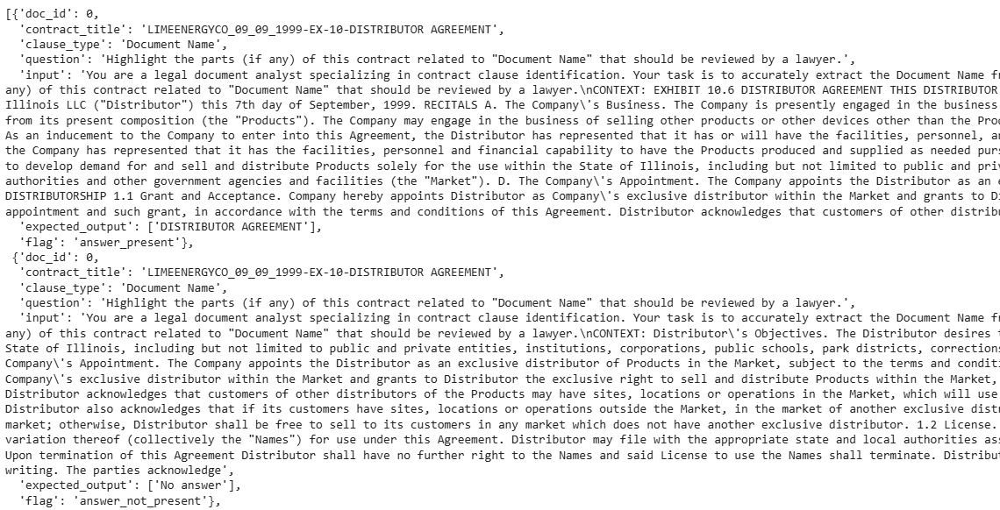 [{'doc_id': 0,
'contract_title': 'LIMEENERGYCO_09_09_1999-EX-10-DISTRIBUTOR AGREEMENT',
'clause_type': 'Document Name',
'question': 'Highlight the parts (if any) of this contract related to "Document Name" that should be reviewed by a lawyer.',
'input': 'You are a legal document analyst specializing in contract clause identification. Your task is to accurately extract the Document Name
any) of this contract related to "Document Name" that should be reviewed by a lawyer.\nCONTEXT: EXHIBIT 10.6 DISTRIBUTOR AGREEMENT THIS DISTRIBUTOR
Illinois LLC ("Distributor") this 7th day of September, 1999. RECITALS A. The Company\'s Business. The Company is presently engaged in the business
from its present composition (the "Products"). The Company may engage in the business of selling other products or other devices other than the
As an inducement to the Company to enter into this Agreement, the Distributor has represented that it has or will have the facilities, personnel,
the Company has represented that it has the facilities, personnel and financial capability to have the Products produced and supplied as needed
to develop demand for and sell and distribute Products solely for the use within the State of Illinois, including but not limited to public and
authorities and other government agencies and facilities (the "Market"). D. The Company\'s Appointment. The Company appoints the Distributor as an
DISTRIBUTORSHIP 1.1 Grant and Acceptance. Company hereby appoints Distributor as Company\'s exclusive distributor within the Market and grants to
appointment and such grant, in accordance with the terms and conditions of this Agreement. Distributor acknowledges that customers of other
'expected_output': ['DISTRIBUTOR AGREEMENT'],
'flag': 'answer_present'},
{'doc_id': 0,
'contract_title': 'LIMEENERGYCO_09_09_1999-EX-10-DISTRIBUTOR AGREEMENT',
'clause_type': 'Document Name',
'question': 'Highlight the parts (if any) of this contract related to "Document Name" that should be reviewed by a lawyer.',
'input': 'You are a legal document analyst specializing in contract clause identification. Your task is to accurately extract the Document Name
any) of this contract related to "Document Name" that should be reviewed by a lawyer.\nCONTEXT: Distributor\'s Objectives. The Distributor desires
State of Illinois, including but not limited to public and private entities, institutions, corporations, public schools, park districts,
Company\'s Appointment. The Company appoints the Distributor as an exclusive distributor of Products in the Market, subject to the terms and
Company\'s exclusive distributor within the Market and grants to Distributor the exclusive right to sell and distribute Products within the Market,
Distributor acknowledges that customers of other distributors of the Products may have sites, locations or operations in the Market, which will use
Distributor also acknowledges that if its customers have sites, locations or operations outside the Market, in the market of another exclusive
market; otherwise, Distributor shall be free to sell to its customers in any market which does not have another exclusive distributor. 1.2 License.
variation thereof (collectively the "Names") for use under this Agreement. Distributor may file with the appropriate state and local authorities
Upon termination of this Agreement Distributor shall have no further right to the Names and said License to use the Names shall terminate.
writing. The parties acknowledge',
'expected_output': ['No answer'],
'flag': 'answer_not_present'},